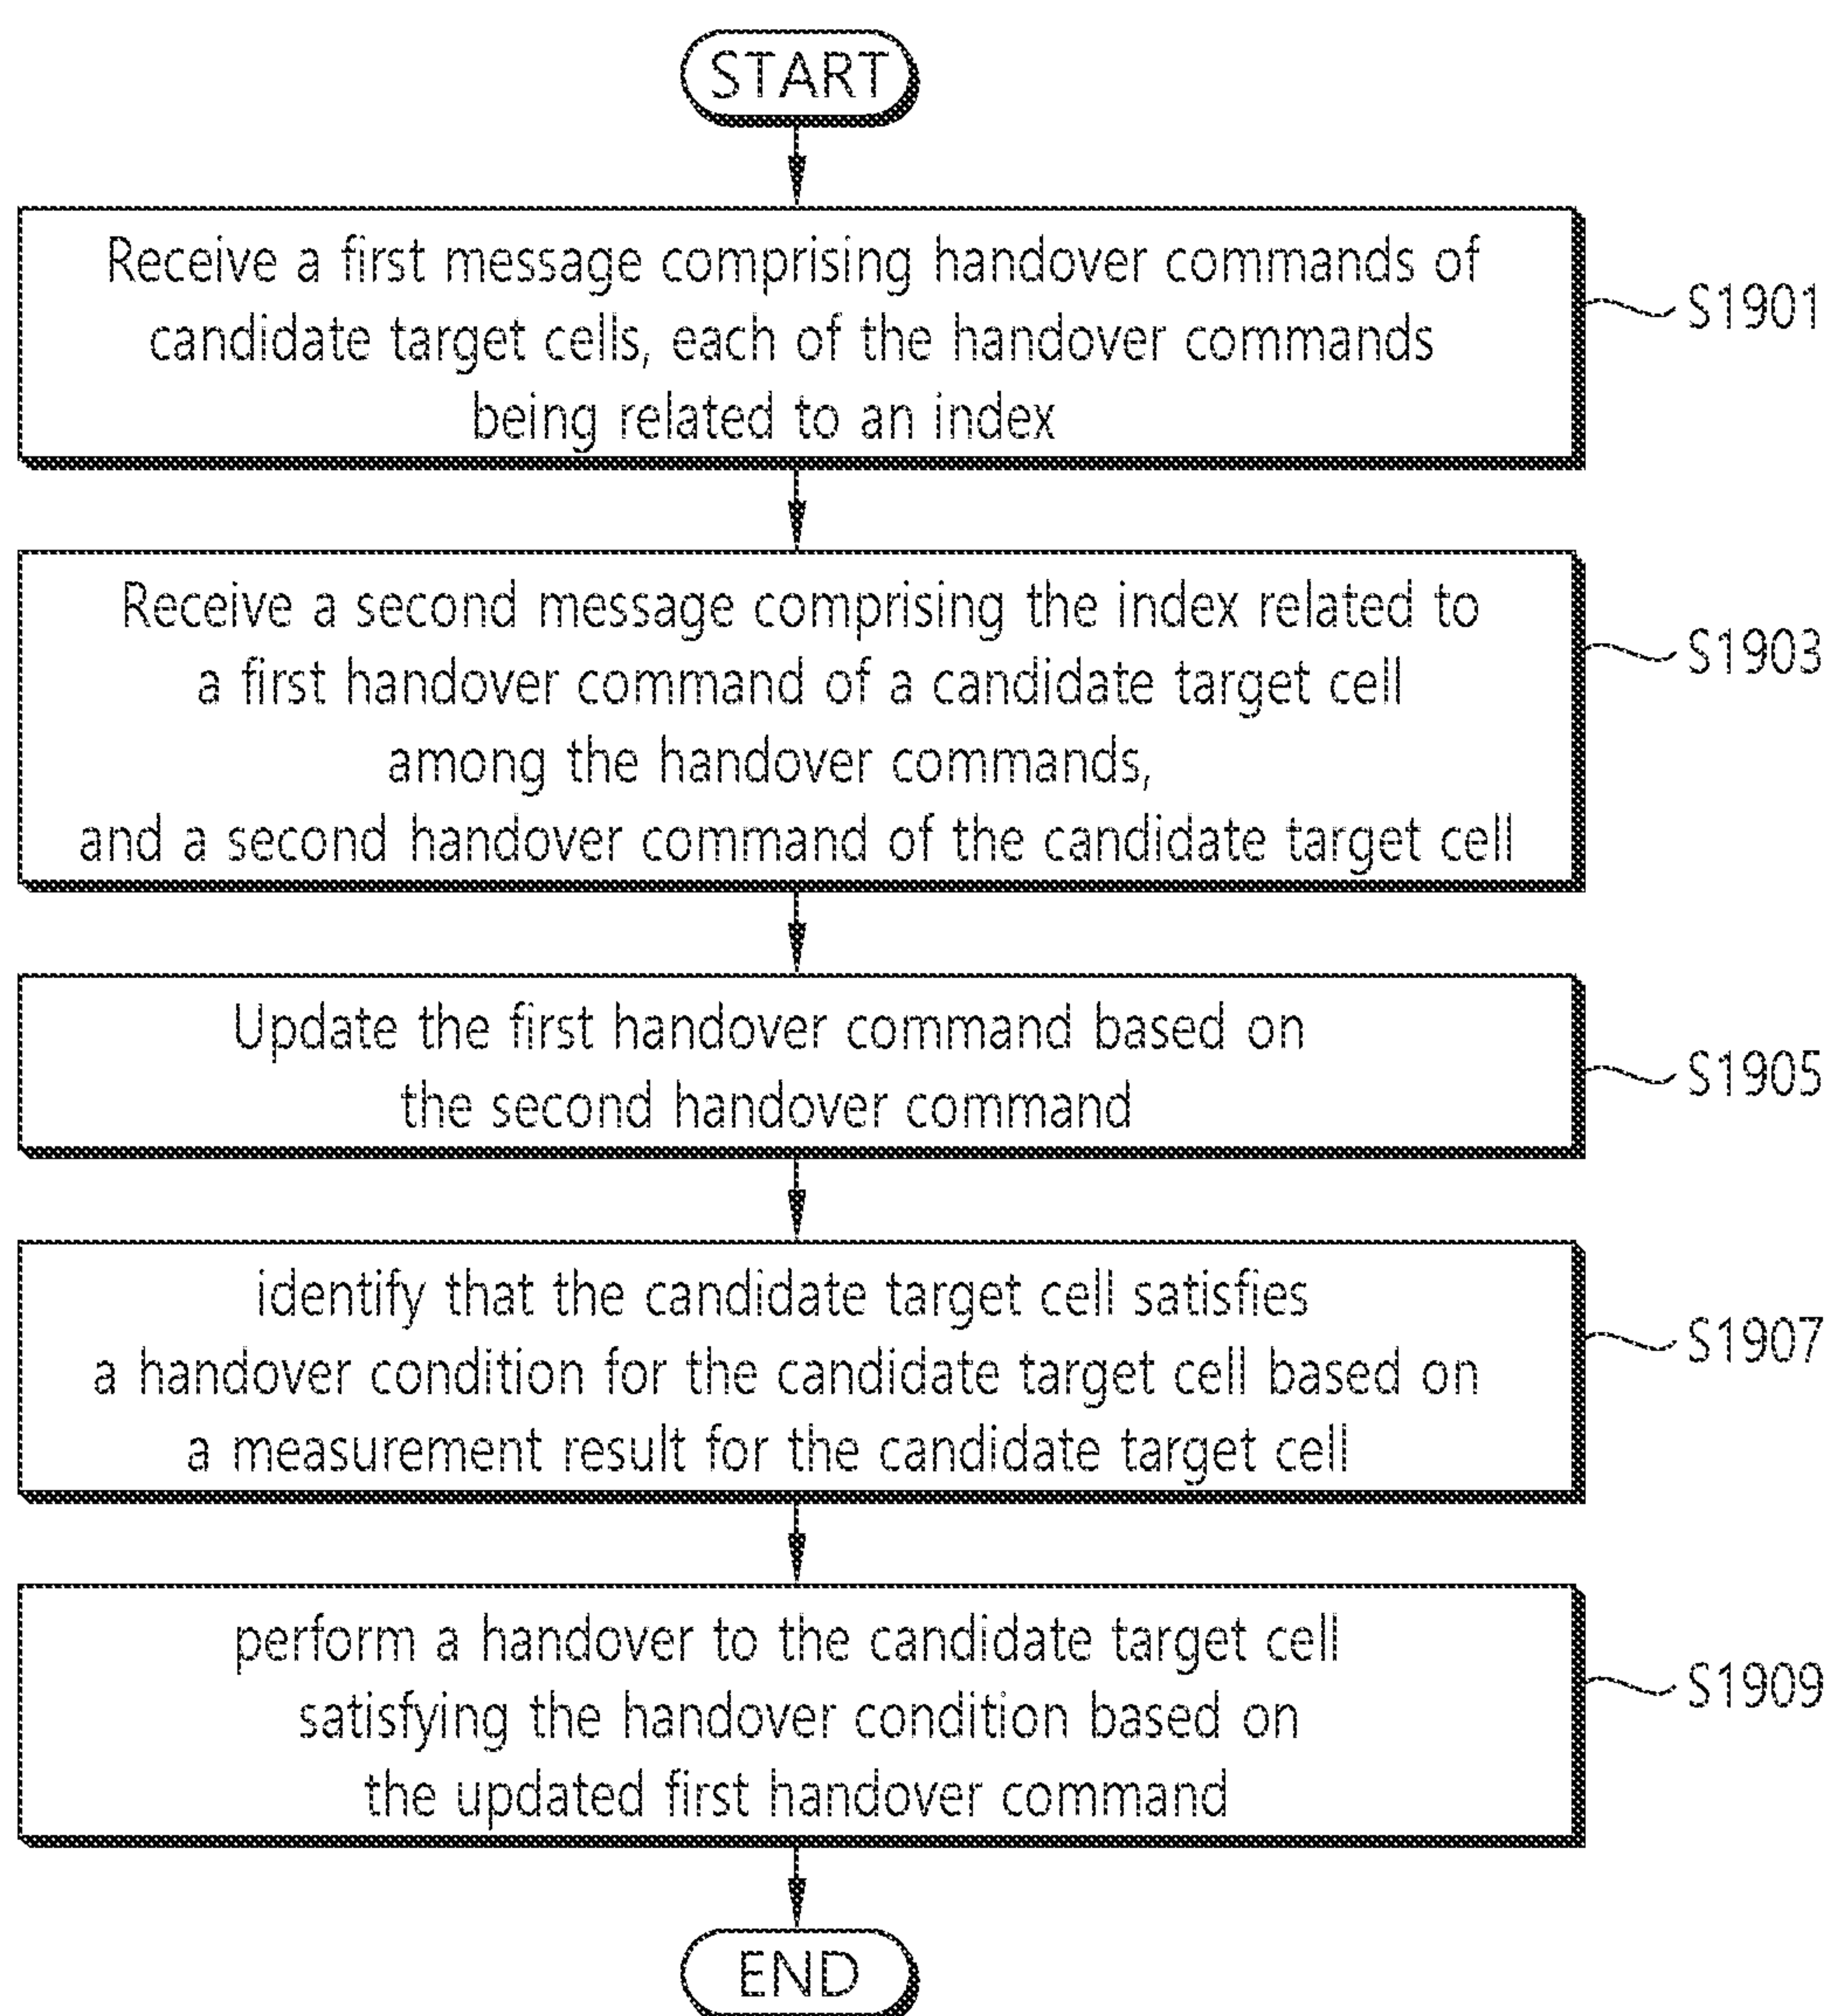 START
Receive a first message comprising handover commands of
candidate target cells, each of the handover commands
being related to an index
S1901
Receive a second message comprising the index related to
a first handover command of a candidate target cell
among the handover commands,
and a second handover command of the candidate target cell
S1903
Update the first handover command based on
the second handover command
S1905
identify that the candidate target cell satisfies
a handover condition for the candidate target cell based on
a measurement result for the candidate target cell
S1907
perform a handover to the candidate target cell
satisfying the handover condition based on
the updated first handover command
S1909
END